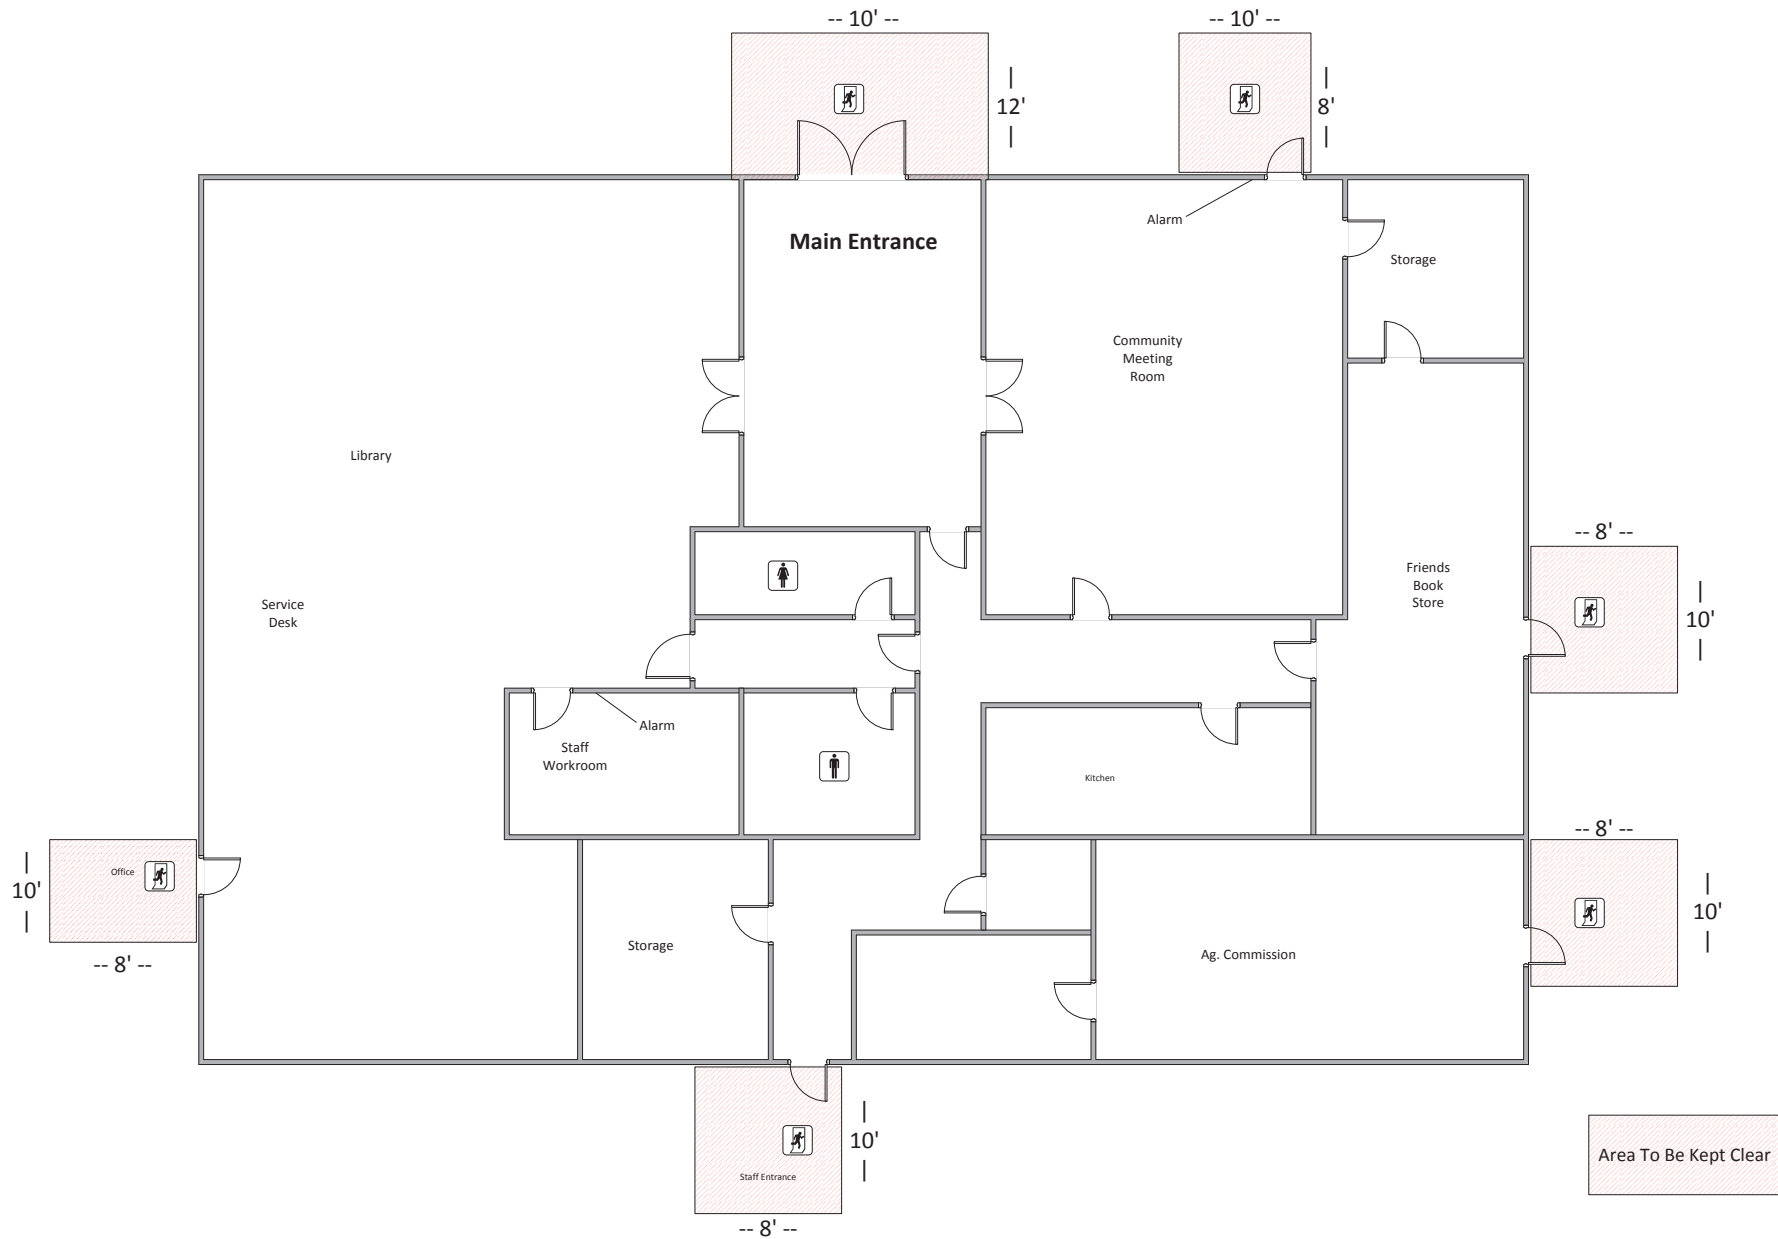 -- 10' --
-- 10' --
12'
8'
Alarm
Main Entrance
Storage
Community
Meeting
Room
Library
-- 8' --
Friends
Book
Store
Service
Desk
10'
Alarm
Staff
Workroom
Kitchen
-- 8' --
Office
10'
10'
Storage
Ag. Commission
-- 8' --
10'
Area To Be Kept Clear
Staff Entrance
-- 8' --